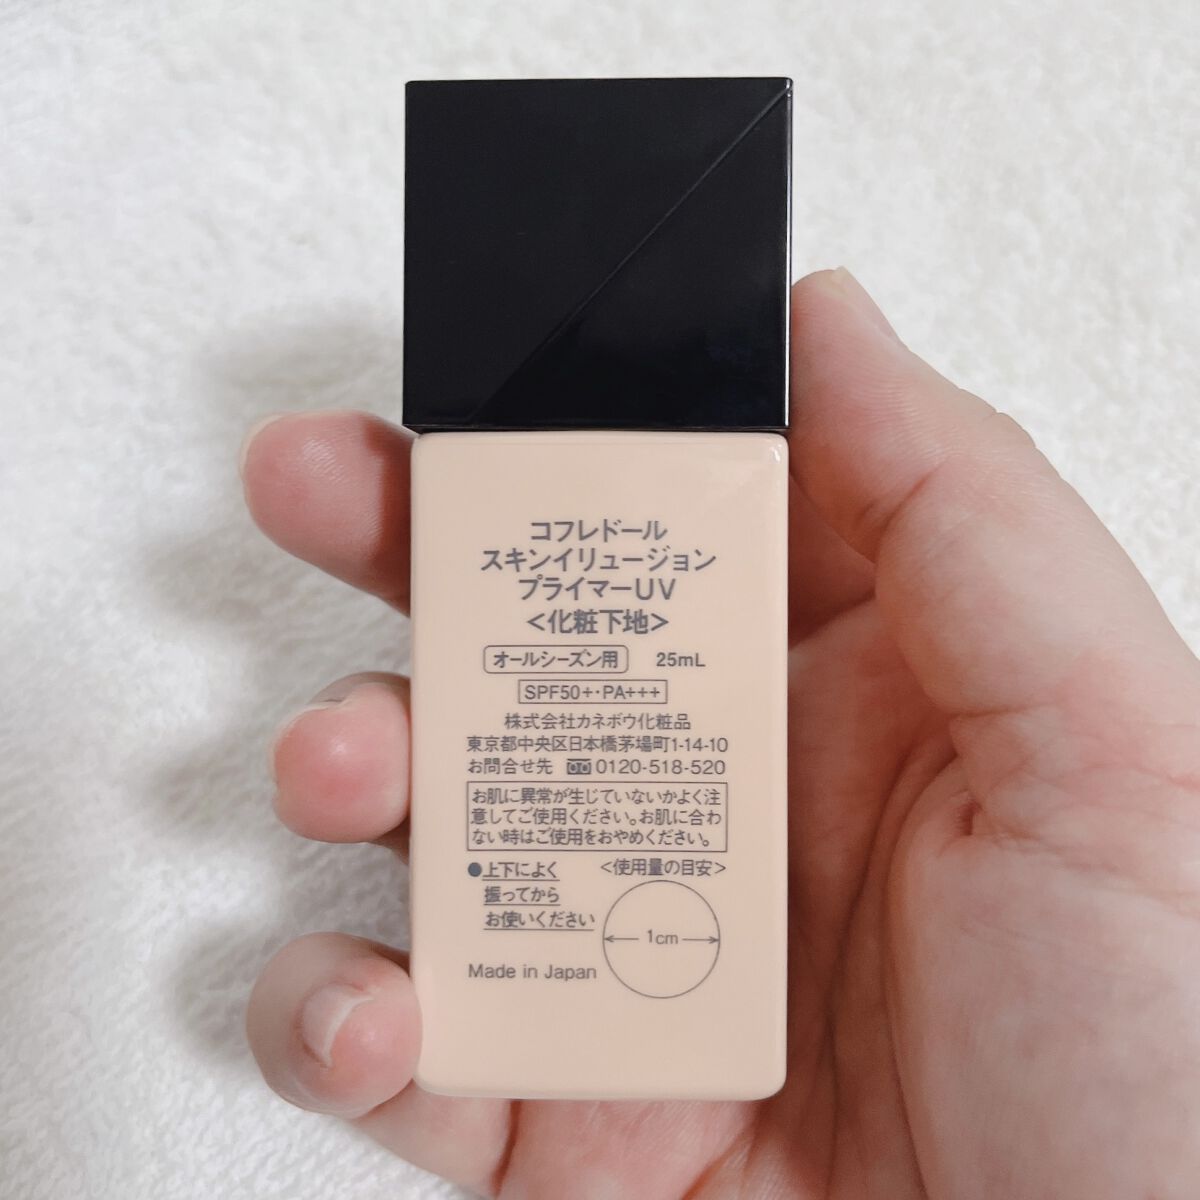 コフレドール
スキンイリュージョン
プライマーUV
<化粧下地>
オールシーズン用 25mL
SPF50+・PA+++
株式会社カネボウ化粧品
東京都中央区日本橋茅場町1-14-10
お問合せ先 0120-518-520
お肌に異常が生じていないかよく注
意してご使用ください。お肌に合わ
ない時はご使用をおやめください。
●上下によく
振ってから
お使いください
<使用量の目安>
1cm
Made in Japan